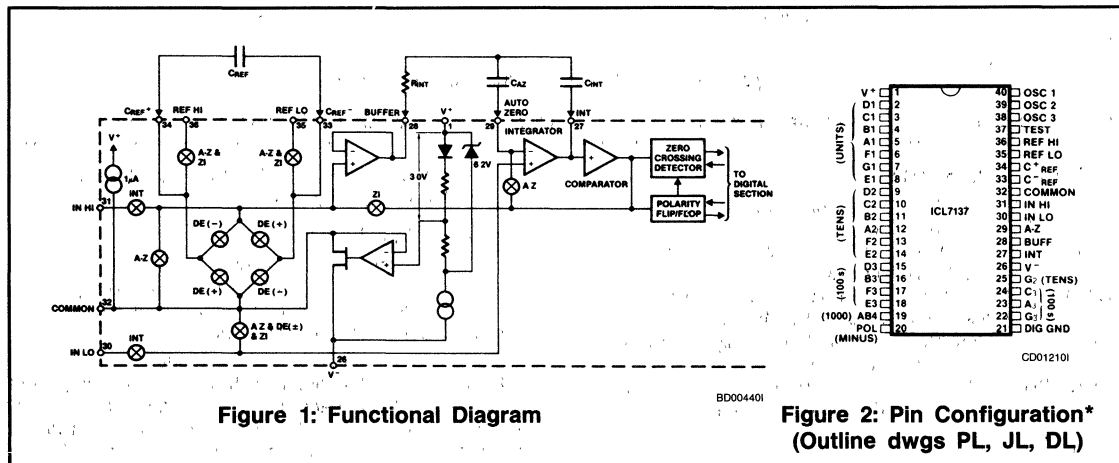 CREF
RINT
CAZ
CINT
CREF+ REF HI REF LO CREF- BUFFER V+ AUTO ZERO INT
34 36 35 33 28 1 29 27
INTEGRATOR
V+
A-Z & ZI
A-Z & ZI
6 2V
3 0V
1μA
ZERO CROSSING DETECTOR
COMPARATOR
TO DIGITAL SECTION
POLARITY FLIP/FLOP
A Z
ZI
INT
IN HI
31
DE(-) DE(+)
A-Z
DE(+) DE(-)
COMMON
32
A Z & DE(±) & ZI
INT
IN LO
30
26
V-
BD00440I
Figure 1: Functional Diagram
V+ 1 40 OSC 1
D1 2 39 OSC 2
C1 3 38 OSC 3
B1 4 37 TEST
(UNITS)
A1 5 36 REF HI
F1 6 35 REF LO
G1 7 34 C+REF
E1 8 33 C-REF
D2 9 32 COMMON
C2 10 31 IN HI
ICL7137
B2 11 30 IN LO
(TENS)
A2 12 29 A-Z
F2 13 28 BUFF
E2 14 27 INT
D3 15 26 V-
(100's)
B3 16 25 G2 (TENS)
F3 17 24 C3
E3 18 23 A3
(100's)
(1000) AB4 19 22 G3
POL 20 21 DIG GND
(MINUS)
CD01210I
Figure 2: Pin Configuration*
(Outline dwgs PL, JL, DL)